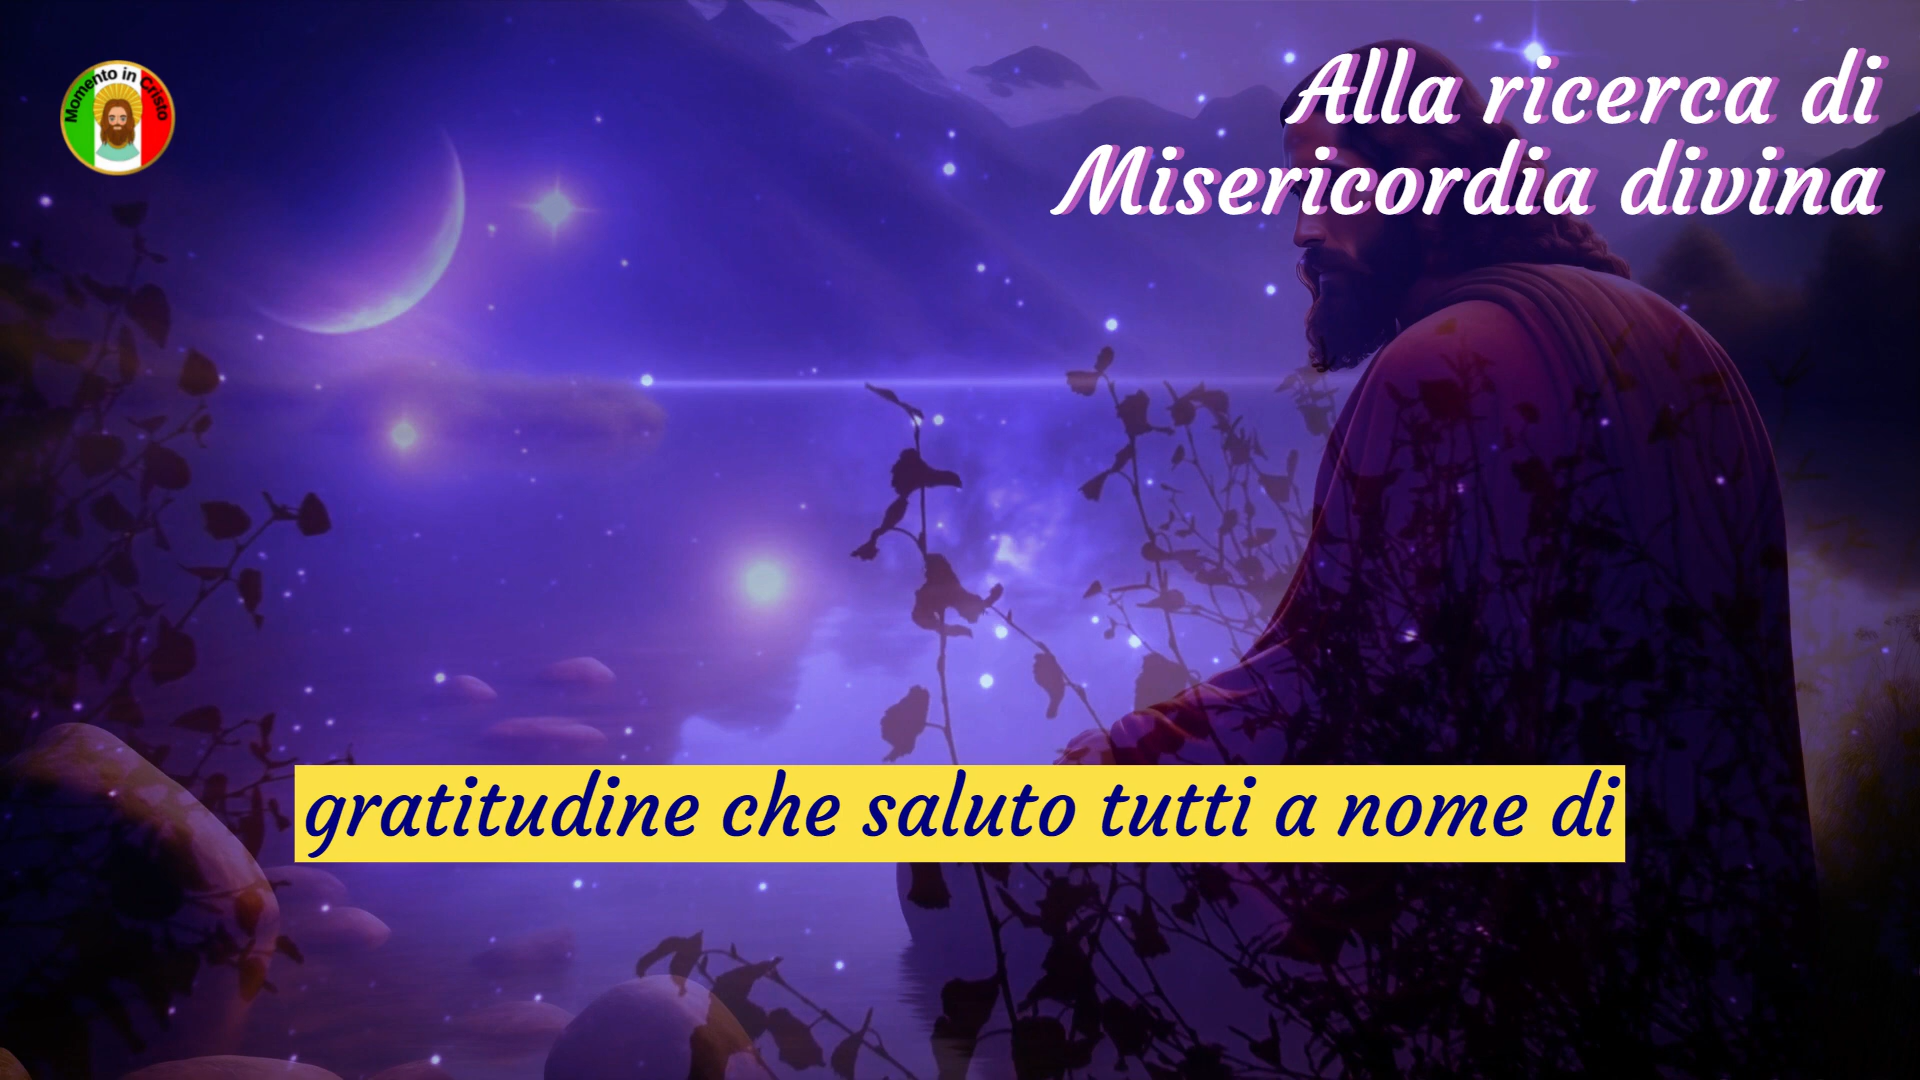 Momento in Cristo
Alla ricerca di
Misericordia divina
gratitudine che saluto tutti a nome di